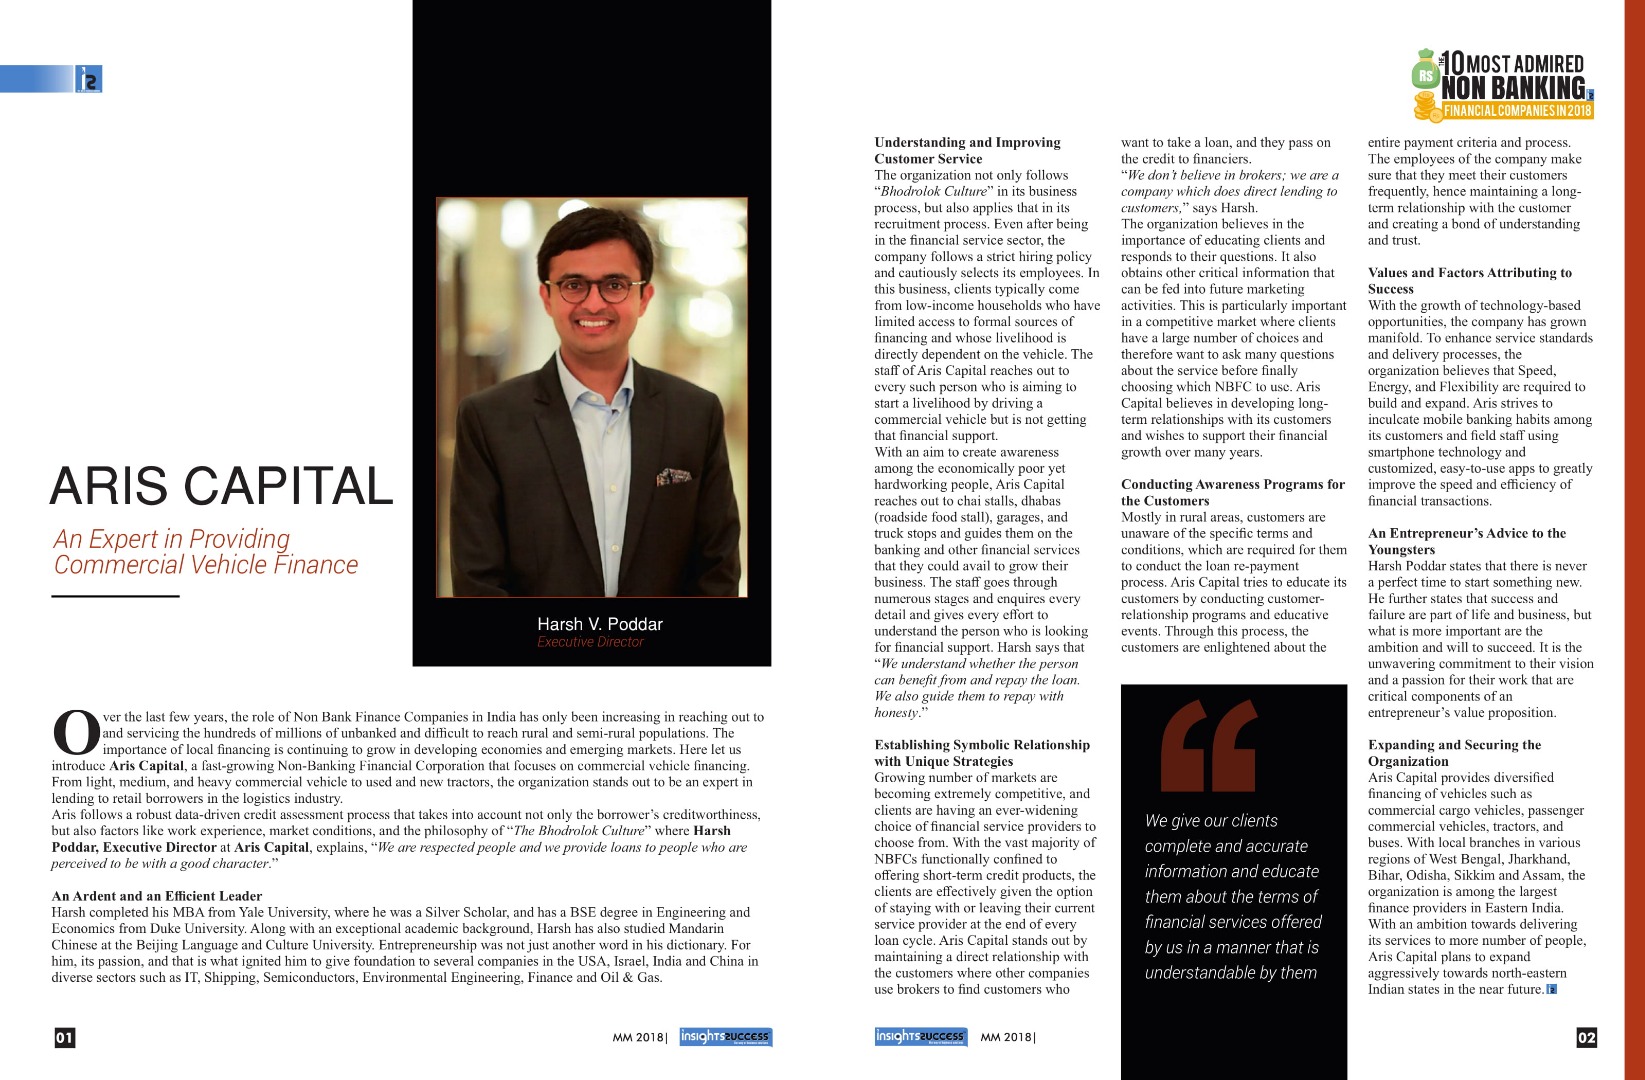 ARIS CAPITAL
An Expert in Providing
Commercial Vehicle Finance
Harsh V. Poddar
Executive Director
Over the last few years, the role of Non Bank Finance Companies in India has only been increasing in reaching out to
and servicing the hundreds of millions of unbanked and difficult to reach rural and semi-rural populations. The
importance of local financing is continuing to grow in developing economies and emerging markets. Here let us
introduce Aris Capital, a fast-growing Non-Banking Financial Corporation that focuses on commercial vehicle financing.
From light, medium, and heavy commercial vehicle to used and new tractors, the organization stands out to be an expert in
lending to retail borrowers in the logistics industry.
Aris follows a robust data-driven credit assessment process that takes into account not only the borrower's creditworthiness,
but also factors like work experience, market conditions, and the philosophy of “The Bhodrolok Culture” where Harsh
Poddar, Executive Director at Aris Capital, explains, “We are respected people and we provide loans to people who are
perceived to be with a good character.”
An Ardent and an Efficient Leader
Harsh completed his MBA from Yale University, where he was a Silver Scholar, and has a BSE degree in Engineering and
Economics from Duke University. Along with an exceptional academic background, Harsh has also studied Mandarin
Chinese at the Beijing Language and Culture University. Entrepreneurship was not just another word in his dictionary. For
him, its passion, and that is what ignited him to give foundation to several companies in the USA, Israel, India and China in
diverse sectors such as IT, Shipping, Semiconductors, Environmental Engineering, Finance and Oil & Gas.
01
MM 2018|
INSIGHTS SUCCESS
THE 10 MOST ADMIRED
NON BANKING
FINANCIAL COMPANIES IN 2018
RS
Understanding and Improving
Customer Service
The organization not only follows
“Bhodrolok Culture” in its business
process, but also applies that in its
recruitment process. Even after being
in the financial service sector, the
company follows a strict hiring policy
and cautiously selects its employees. In
this business, clients typically come
from low-income households who have
limited access to formal sources of
financing and whose livelihood is
directly dependent on the vehicle. The
staff of Aris Capital reaches out to
every such person who is aiming to
start a livelihood by driving a
commercial vehicle but is not getting
that financial support.
With an aim to create awareness
among the economically poor yet
hardworking people, Aris Capital
reaches out to chai stalls, dhabas
(roadside food stall), garages, and
truck stops and guides them on the
banking and other financial services
that they could avail to grow their
business. The staff goes through
numerous stages and enquires every
detail and gives every effort to
understand the person who is looking
for financial support. Harsh says that
“We understand whether the person
can benefit from and repay the loan.
We also guide them to repay with
honesty.”
Establishing Symbolic Relationship
with Unique Strategies
Growing number of markets are
becoming extremely competitive, and
clients are having an ever-widening
choice of financial service providers to
choose from. With the vast majority of
NBFCs functionally confined to
offering short-term credit products, the
clients are effectively given the option
of staying with or leaving their current
service provider at the end of every
loan cycle. Aris Capital stands out by
maintaining a direct relationship with
the customers where other companies
use brokers to find customers who
want to take a loan, and they pass on
the credit to financiers.
“We don't believe in brokers; we are a
company which does direct lending to
customers,” says Harsh.
The organization believes in the
importance of educating clients and
responds to their questions. It also
obtains other critical information that
can be fed into future marketing
activities. This is particularly important
in a competitive market where clients
have a large number of choices and
therefore want to ask many questions
about the service before finally
choosing which NBFC to use. Aris
Capital believes in developing long-
term relationships with its customers
and wishes to support their financial
growth over many years.
Conducting Awareness Programs for
the Customers
Mostly in rural areas, customers are
unaware of the specific terms and
conditions, which are required for them
to conduct the loan re-payment
process. Aris Capital tries to educate its
customers by conducting customer-
relationship programs and educative
events. Through this process, the
customers are enlightened about the
“
We give our clients
complete and accurate
information and educate
them about the terms of
financial services offered
by us in a manner that is
understandable by them
entire payment criteria and process.
The employees of the company make
sure that they meet their customers
frequently, hence maintaining a long-
term relationship with the customer
and creating a bond of understanding
and trust.
Values and Factors Attributing to
Success
With the growth of technology-based
opportunities, the company has grown
manifold. To enhance service standards
and delivery processes, the
organization believes that Speed,
Energy, and Flexibility are required to
build and expand. Aris strives to
inculcate mobile banking habits among
its customers and field staff using
smartphone technology and
customized, easy-to-use apps to greatly
improve the speed and efficiency of
financial transactions.
An Entrepreneur's Advice to the
Youngsters
Harsh Poddar states that there is never
a perfect time to start something new.
He further states that success and
failure are part of life and business, but
what is more important are the
ambition and will to succeed. It is the
unwavering commitment to their vision
and a passion for their work that are
critical components of an
entrepreneur's value proposition.
Expanding and Securing the
Organization
Aris Capital provides diversified
financing of vehicles such as
commercial cargo vehicles, passenger
commercial vehicles, tractors, and
buses. With local branches in various
regions of West Bengal, Jharkhand,
Bihar, Odisha, Sikkim and Assam, the
organization is among the largest
finance providers in Eastern India.
With an ambition towards delivering
its services to more number of people,
Aris Capital plans to expand
aggressively towards north-eastern
Indian states in the near future.
INSIGHTS SUCCESS
MM 2018|
02